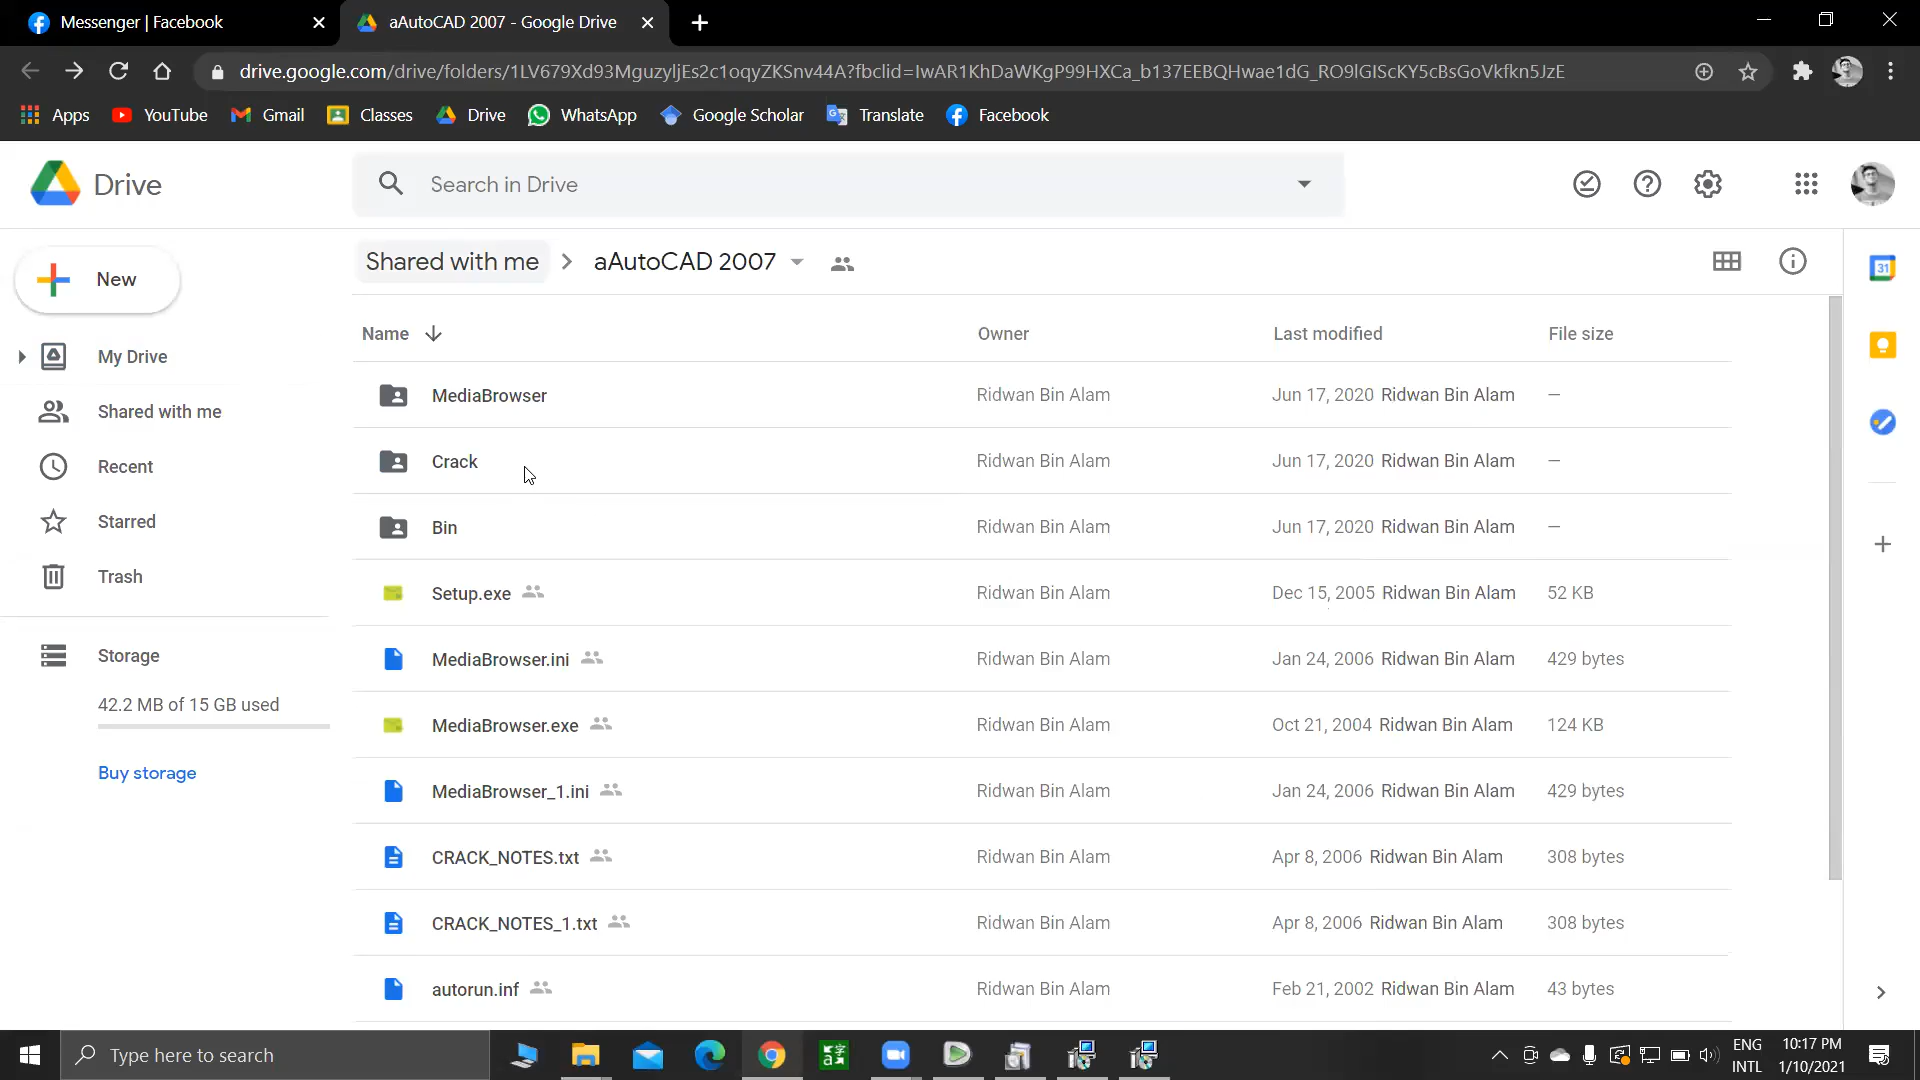 Messenger | Facebook
aAutoCAD 2007 - Google Drive
drive.google.com/drive/folders/1LV679Xd93MguzyljEs2c1oqyZKSnv44A?fbclid=IwAR1KhDaWKgP99HXCa_b137EEBQHwae1dG_RO9lGIScKY5cBsGoVkfkn5JzE
Apps YouTube Gmail Classes Drive WhatsApp Google Scholar Translate Facebook
Drive
Search in Drive
New
Shared with me > aAutoCAD 2007
31
Name Owner Last modified File size
My Drive
Shared with me
Recent
Starred
Trash
Storage
42.2 MB of 15 GB used
Buy storage
MediaBrowser Ridwan Bin Alam Jun 17, 2020 Ridwan Bin Alam —
Crack Ridwan Bin Alam Jun 17, 2020 Ridwan Bin Alam —
Bin Ridwan Bin Alam Jun 17, 2020 Ridwan Bin Alam —
Setup.exe Ridwan Bin Alam Dec 15, 2005 Ridwan Bin Alam 52 KB
MediaBrowser.ini Ridwan Bin Alam Jan 24, 2006 Ridwan Bin Alam 429 bytes
MediaBrowser.exe Ridwan Bin Alam Oct 21, 2004 Ridwan Bin Alam 124 KB
MediaBrowser_1.ini Ridwan Bin Alam Jan 24, 2006 Ridwan Bin Alam 429 bytes
CRACK_NOTES.txt Ridwan Bin Alam Apr 8, 2006 Ridwan Bin Alam 308 bytes
CRACK_NOTES_1.txt Ridwan Bin Alam Apr 8, 2006 Ridwan Bin Alam 308 bytes
autorun.inf Ridwan Bin Alam Feb 21, 2002 Ridwan Bin Alam 43 bytes
Type here to search
ENG
INTL
10:17 PM
1/10/2021